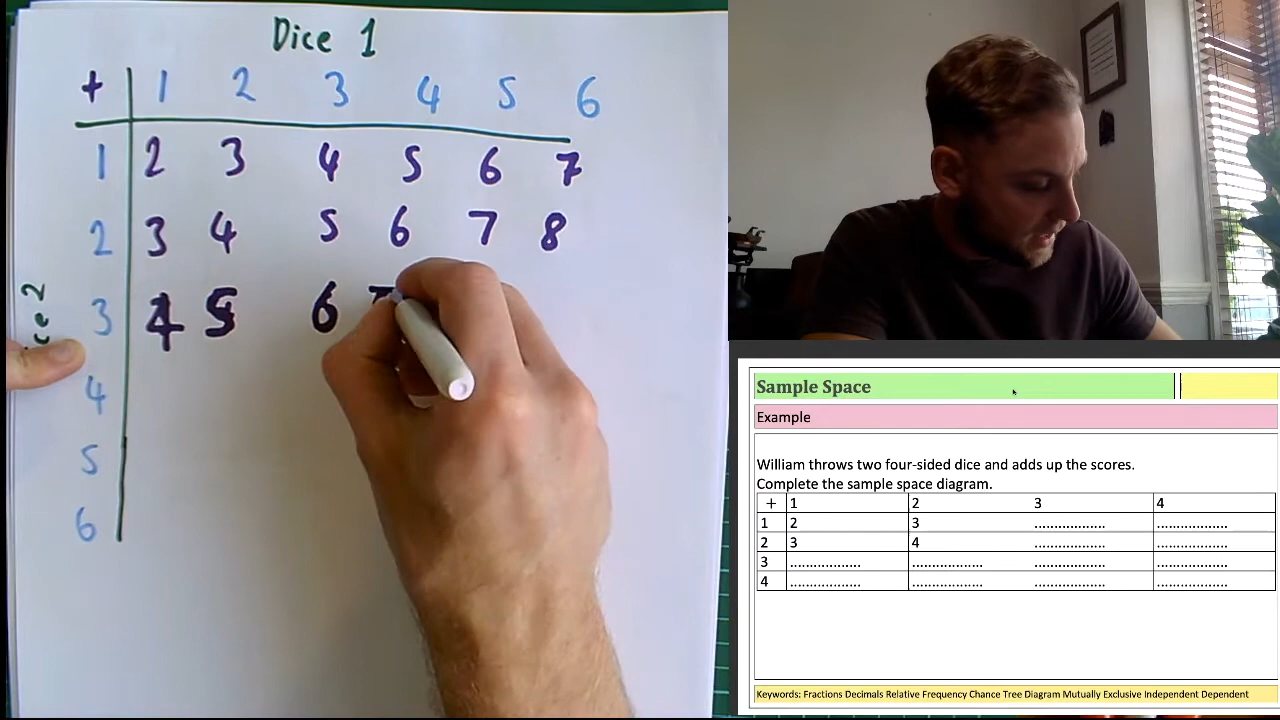 Dice 1
+ 1 2 3 4 5 6
1 2 3 4 5 6 7
2 3 4 5 6 7 8
3 4 5 6
4
5
6
Sample Space
Example
William throws two four-sided dice and adds up the scores.
Complete the sample space diagram.
+ 1 2 3 4
1 2 3 .................. ..................
2 3 4 .................. ..................
3 .................. .................. .................. ..................
4 .................. .................. .................. ..................
Keywords: Fractions Decimals Relative Frequency Chance Tree Diagram Mutually Exclusive Independent Dependent